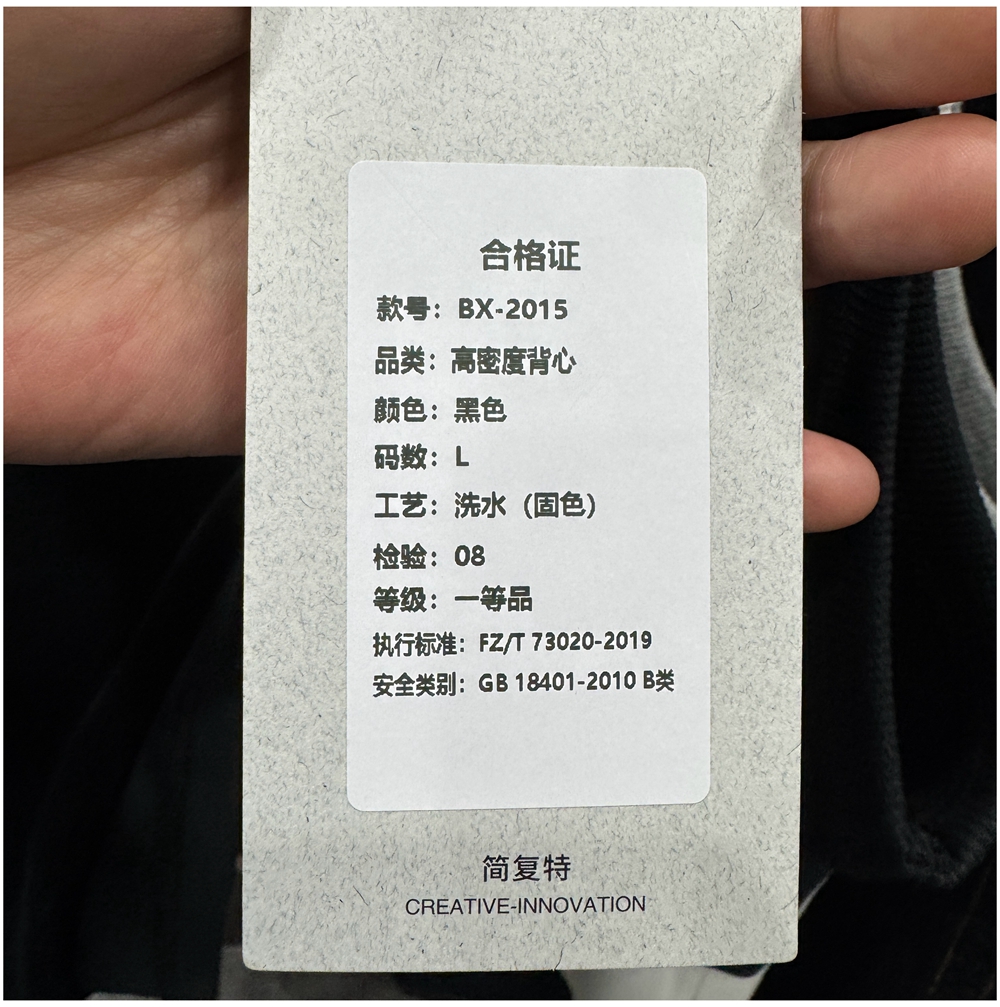 合格证
款号：BX-2015
品类：高密度背心
颜色：黑色
码数：L
工艺：洗水（固色）
检验：08
等级：一等品
执行标准：FZ/T 73020-2019
安全类别：GB 18401-2010 B类
简复特
CREATIVE-INNOVATION